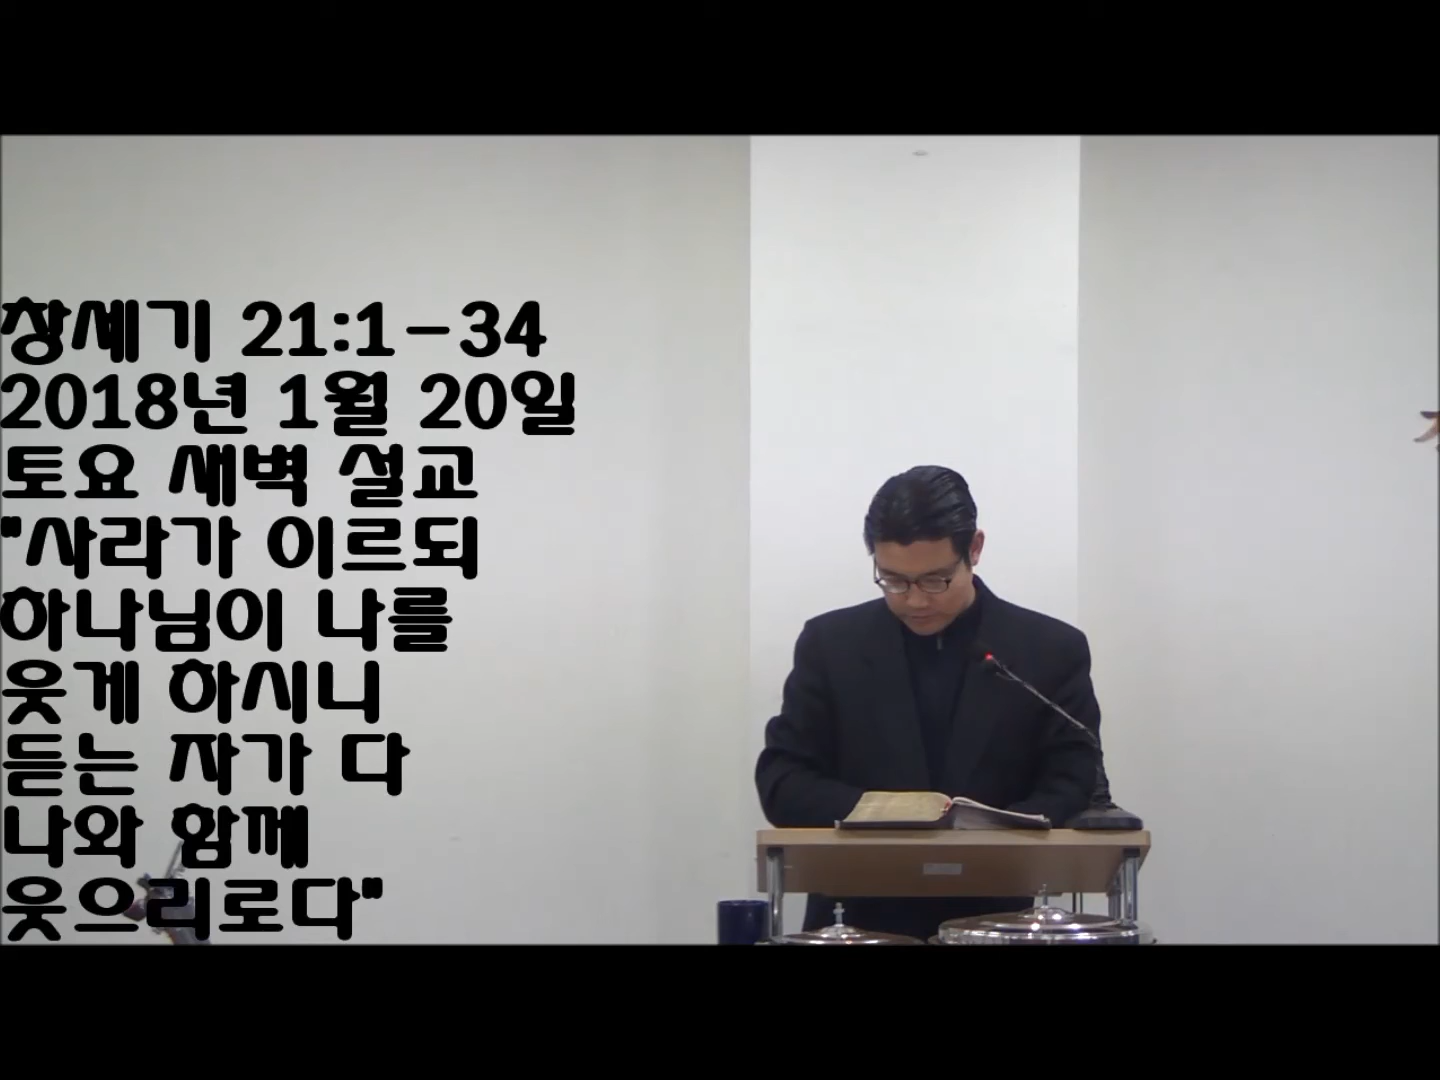 창세기 21:1-34
2018년 1월 20일
토요 새벽 설교
"사라가 이르되
하나님이 나를
웃게 하시니
듣는 자가 다
나와 함께
웃으리로다"